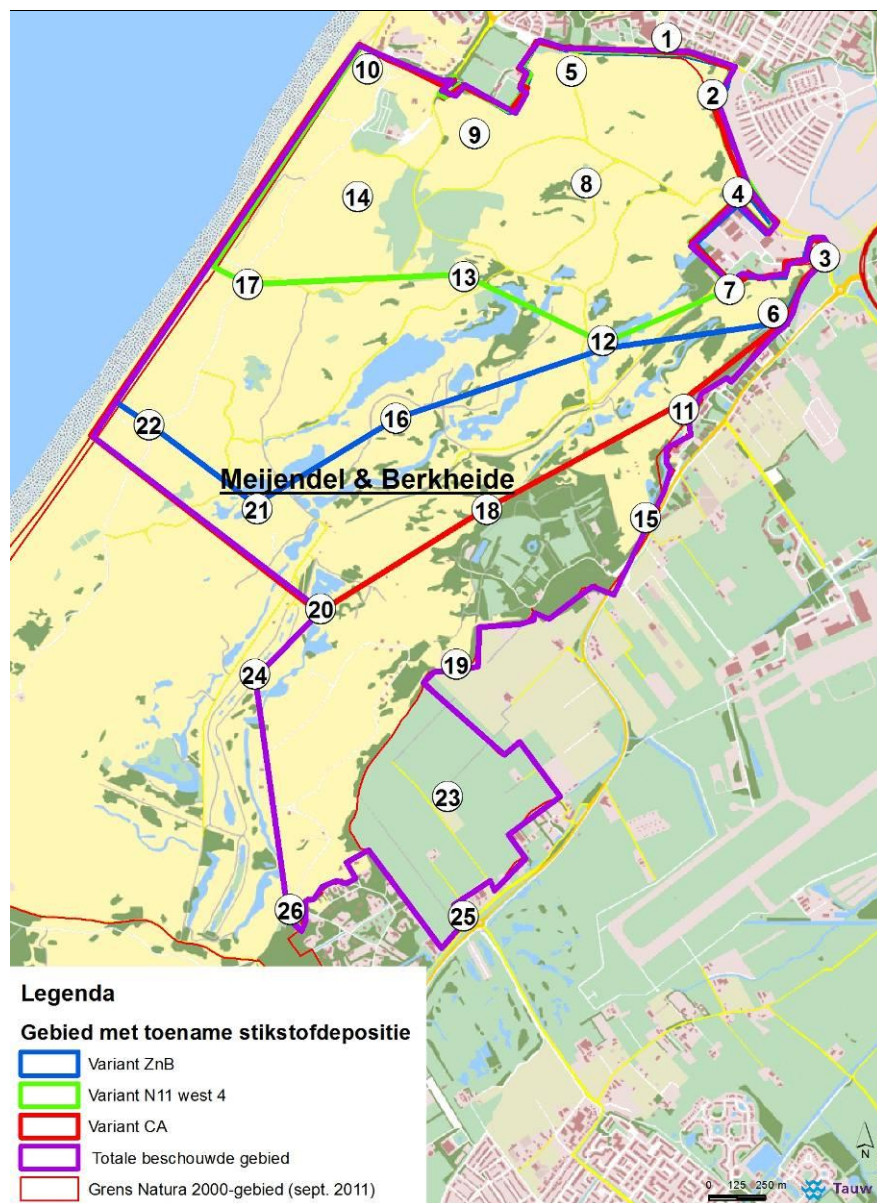 1
10
5
2
9
14
8
4
3
17
13
7
6
12
22
16
11
Meijendel & Berkheide
21
18
15
20
24
19
23
26
25
Legenda
Gebied met toename stikstofdepositie
Variant ZnB
Variant N11 west 4
Variant CA
Totale beschouwde gebied
Grens Natura 2000-gebied (sept. 2011)
N
0 125 250 m
Tauw